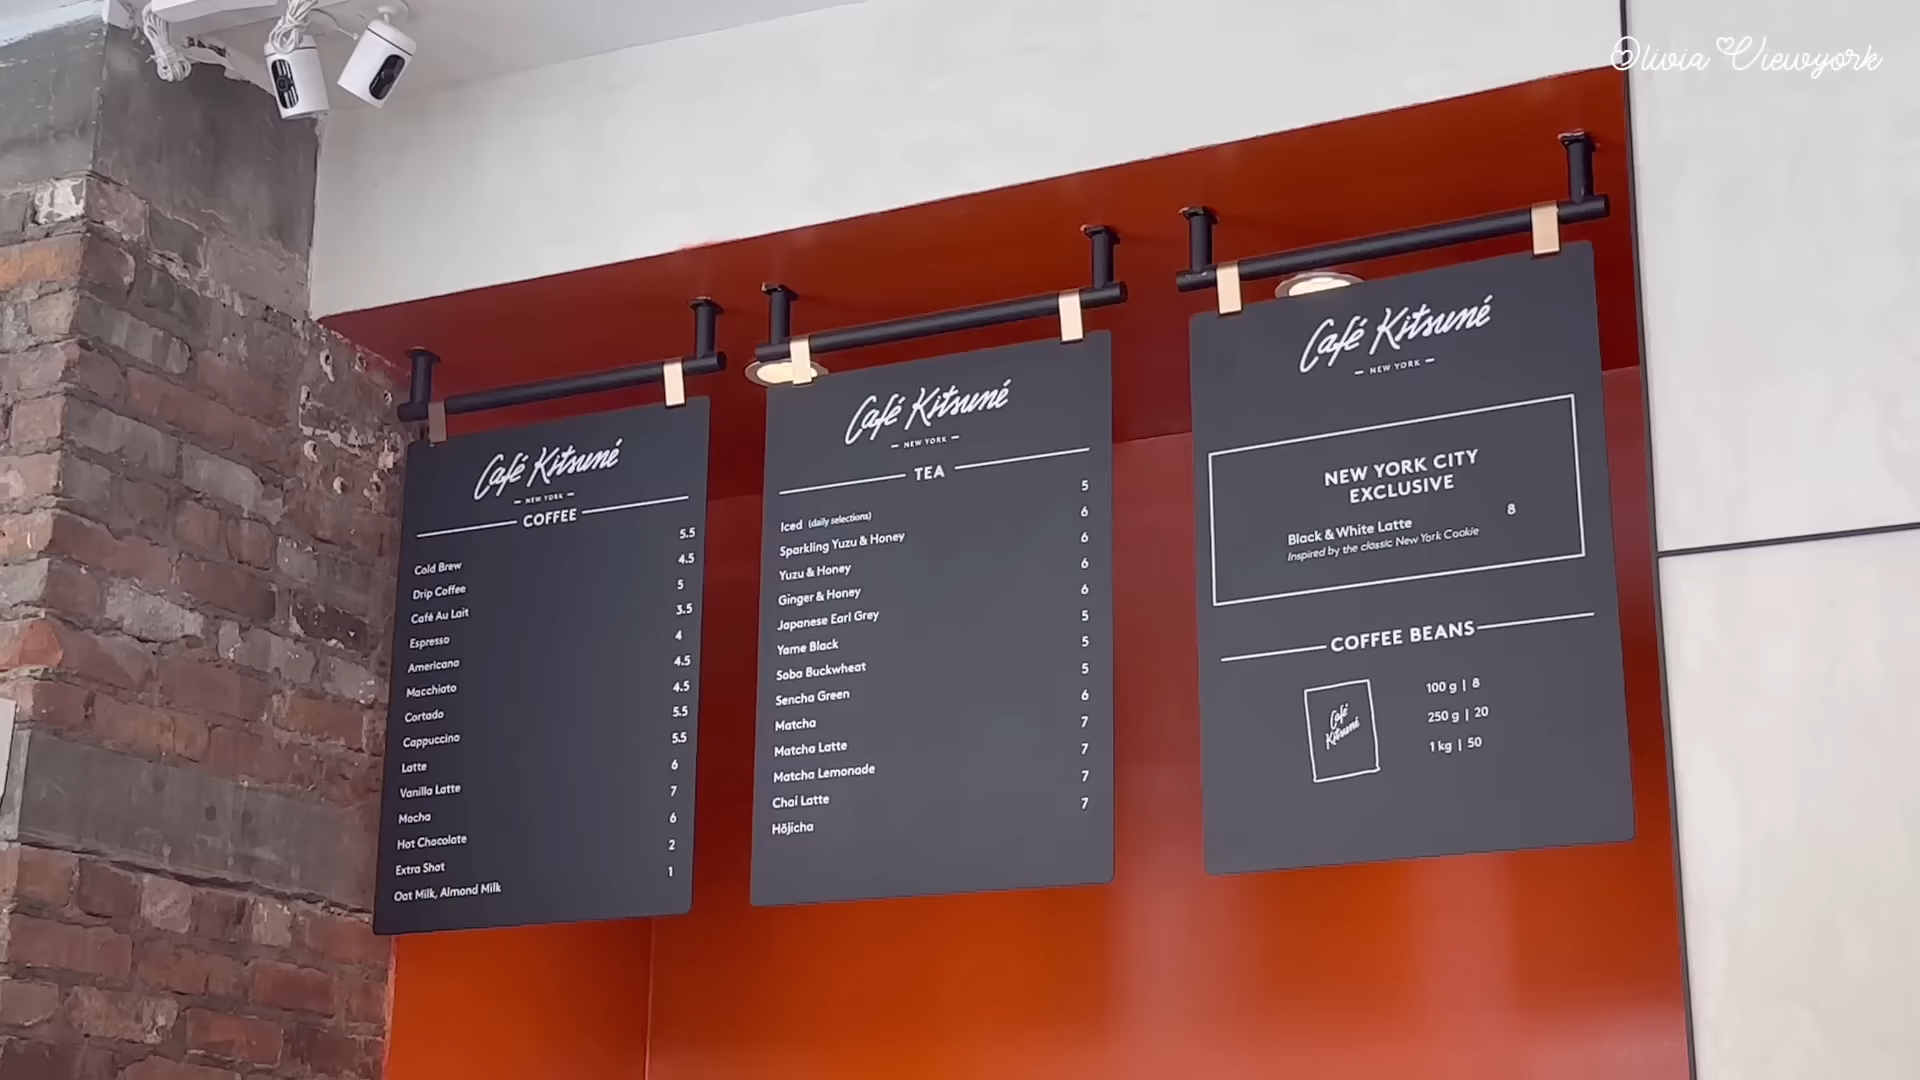 Olivia Viewyork
Café Kitsuné
NEW YORK
COFFEE
Cold Brew 5.5
Drip Coffee 4.5
Café Au Lait 5
Espresso 3.5
Americano 4
Macchiato 4.5
Cortado 4.5
Cappuccino 5.5
Latte 5.5
Vanilla Latte 6
Mocha 7
Hot Chocolate 6
Extra Shot 2
Oat Milk, Almond Milk 1
Café Kitsuné
NEW YORK
TEA
Iced (daily selections) 5
Sparkling Yuzu & Honey 6
Yuzu & Honey 6
Ginger & Honey 6
Japanese Earl Grey 6
Yame Black 5
Soba Buckwheat 5
Sencha Green 5
Matcha 6
Matcha Latte 7
Matcha Lemonade 7
Chai Latte 7
Hōjicha 7
Café Kitsuné
NEW YORK
NEW YORK CITY
EXCLUSIVE
Black & White Latte 8
Inspired by the classic New York Cookie
COFFEE BEANS
Café
Kitsuné
100 g | 8
250 g | 20
1 kg | 50